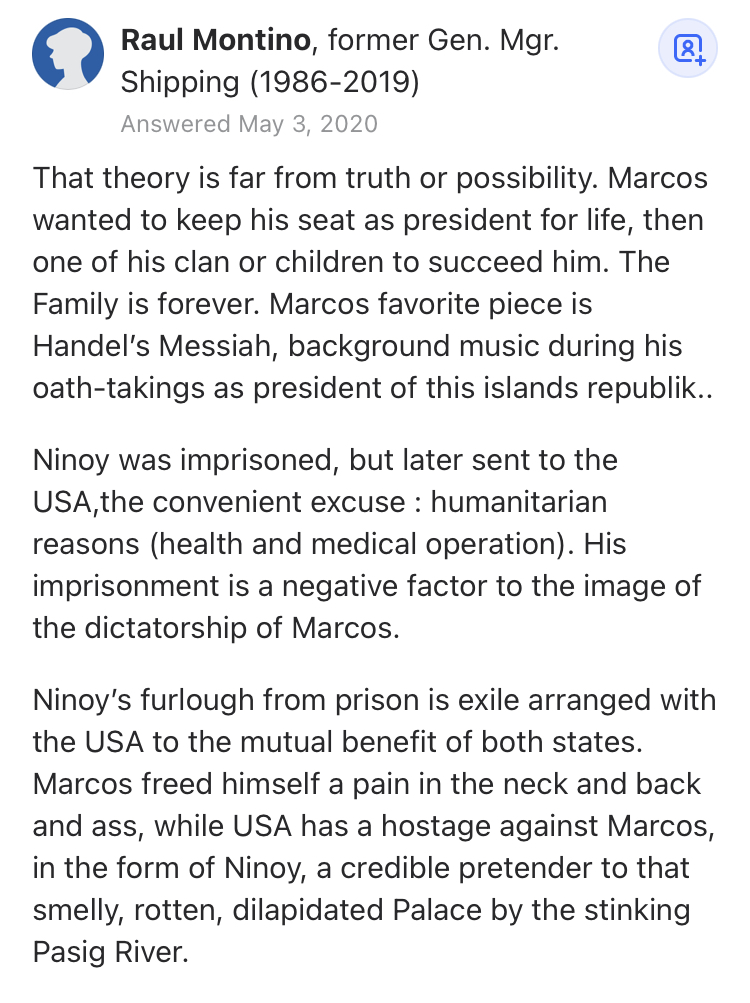 Raul Montino, former Gen. Mgr.
Shipping (1986-2019)
Answered May 3, 2020
That theory is far from truth or possibility. Marcos
wanted to keep his seat as president for life, then
one of his clan or children to succeed him. The
Family is forever. Marcos favorite piece is
Handel’s Messiah, background music during his
oath-takings as president of this islands republik..
Ninoy was imprisoned, but later sent to the
USA,the convenient excuse : humanitarian
reasons (health and medical operation). His
imprisonment is a negative factor to the image of
the dictatorship of Marcos.
Ninoy’s furlough from prison is exile arranged with
the USA to the mutual benefit of both states.
Marcos freed himself a pain in the neck and back
and ass, while USA has a hostage against Marcos,
in the form of Ninoy, a credible pretender to that
smelly, rotten, dilapidated Palace by the stinking
Pasig River.